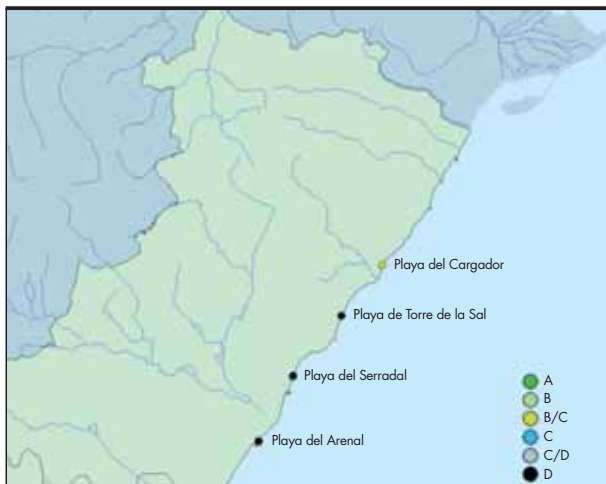 Playa del Cargador
Playa de Torre de la Sal
Playa del Serradal
Playa del Arenal
A
B
B/C
C
C/D
D